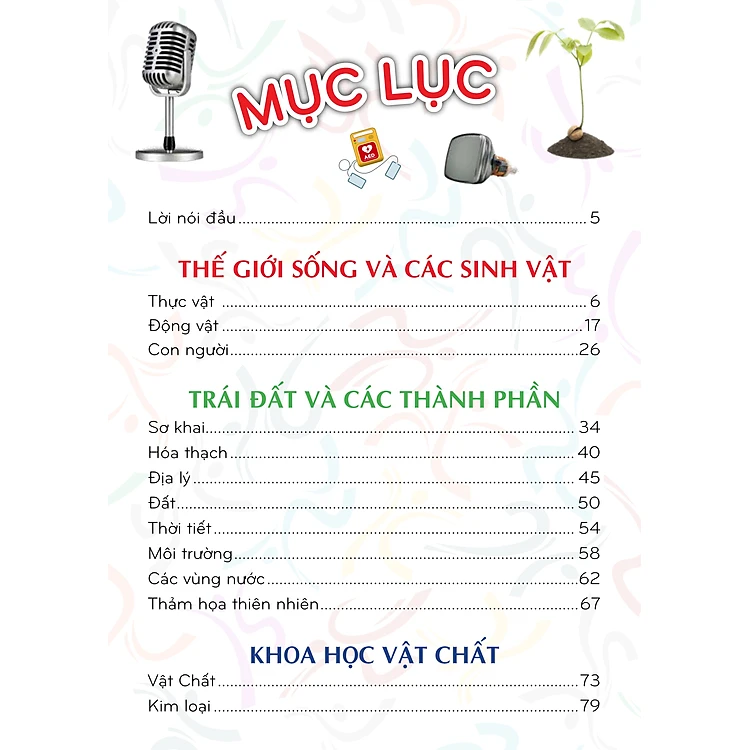 MỤC LỤC
AED
Lời nói đầu........................................................................................5
THẾ GIỚI SỐNG VÀ CÁC SINH VẬT
Thực vật ............................................................................................6
Động vật...........................................................................................17
Con người.......................................................................................26
TRÁI ĐẤT VÀ CÁC THÀNH PHẦN
Sơ khai............................................................................................. 34
Hóa thạch ....................................................................................... 40
Địa lý ................................................................................................ 45
Đất.................................................................................................... 50
Thời tiết ........................................................................................... 54
Môi trường...................................................................................... 58
Các vùng nước .............................................................................. 62
Thảm họa thiên nhiên................................................................. 67
KHOA HỌC VẬT CHẤT
Vật Chất .......................................................................................... 73
Kim loại ........................................................................................... 79